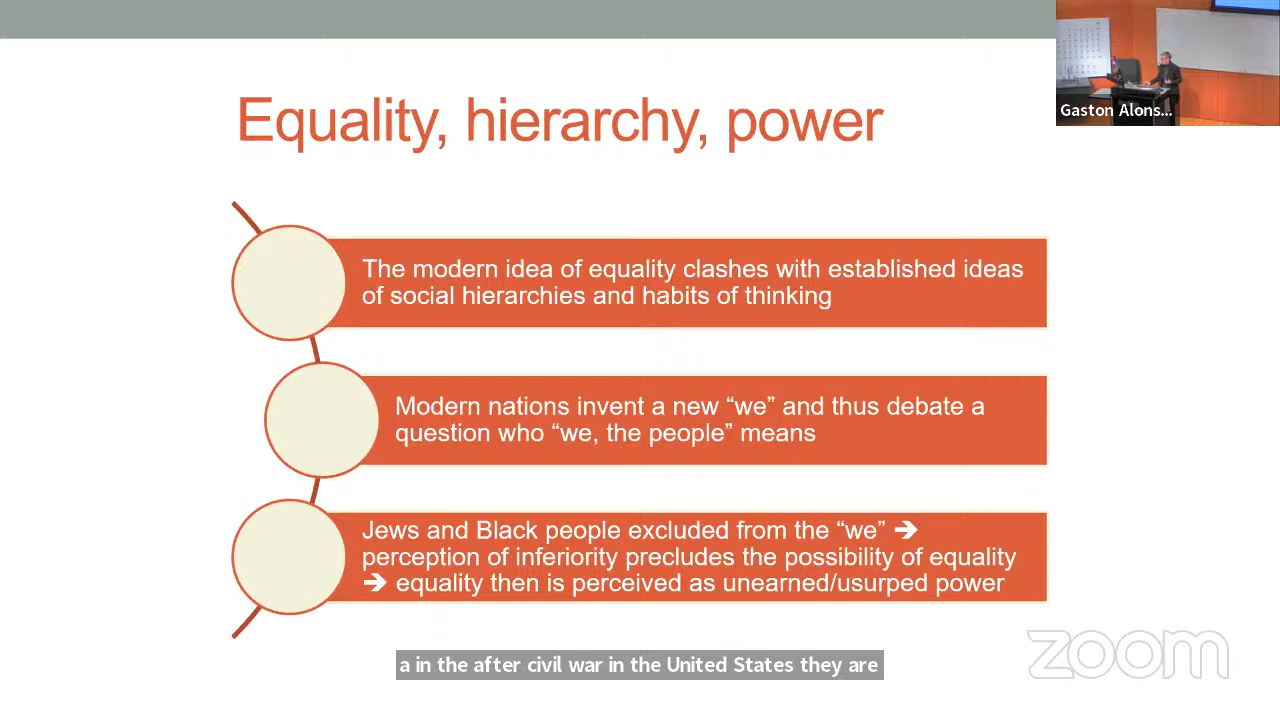 Equality, hierarchy, power
Gaston Alons...
The modern idea of equality clashes with established ideas
of social hierarchies and habits of thinking
Modern nations invent a new “we” and thus debate a
question who “we, the people” means
Jews and Black people excluded from the “we” ➔
perception of inferiority precludes the possibility of equality
➔ equality then is perceived as unearned/usurped power
a in the after civil war in the United States they are
zoom